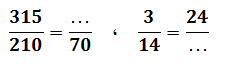 315/210 = .../70 ، 3/14 = 24/...